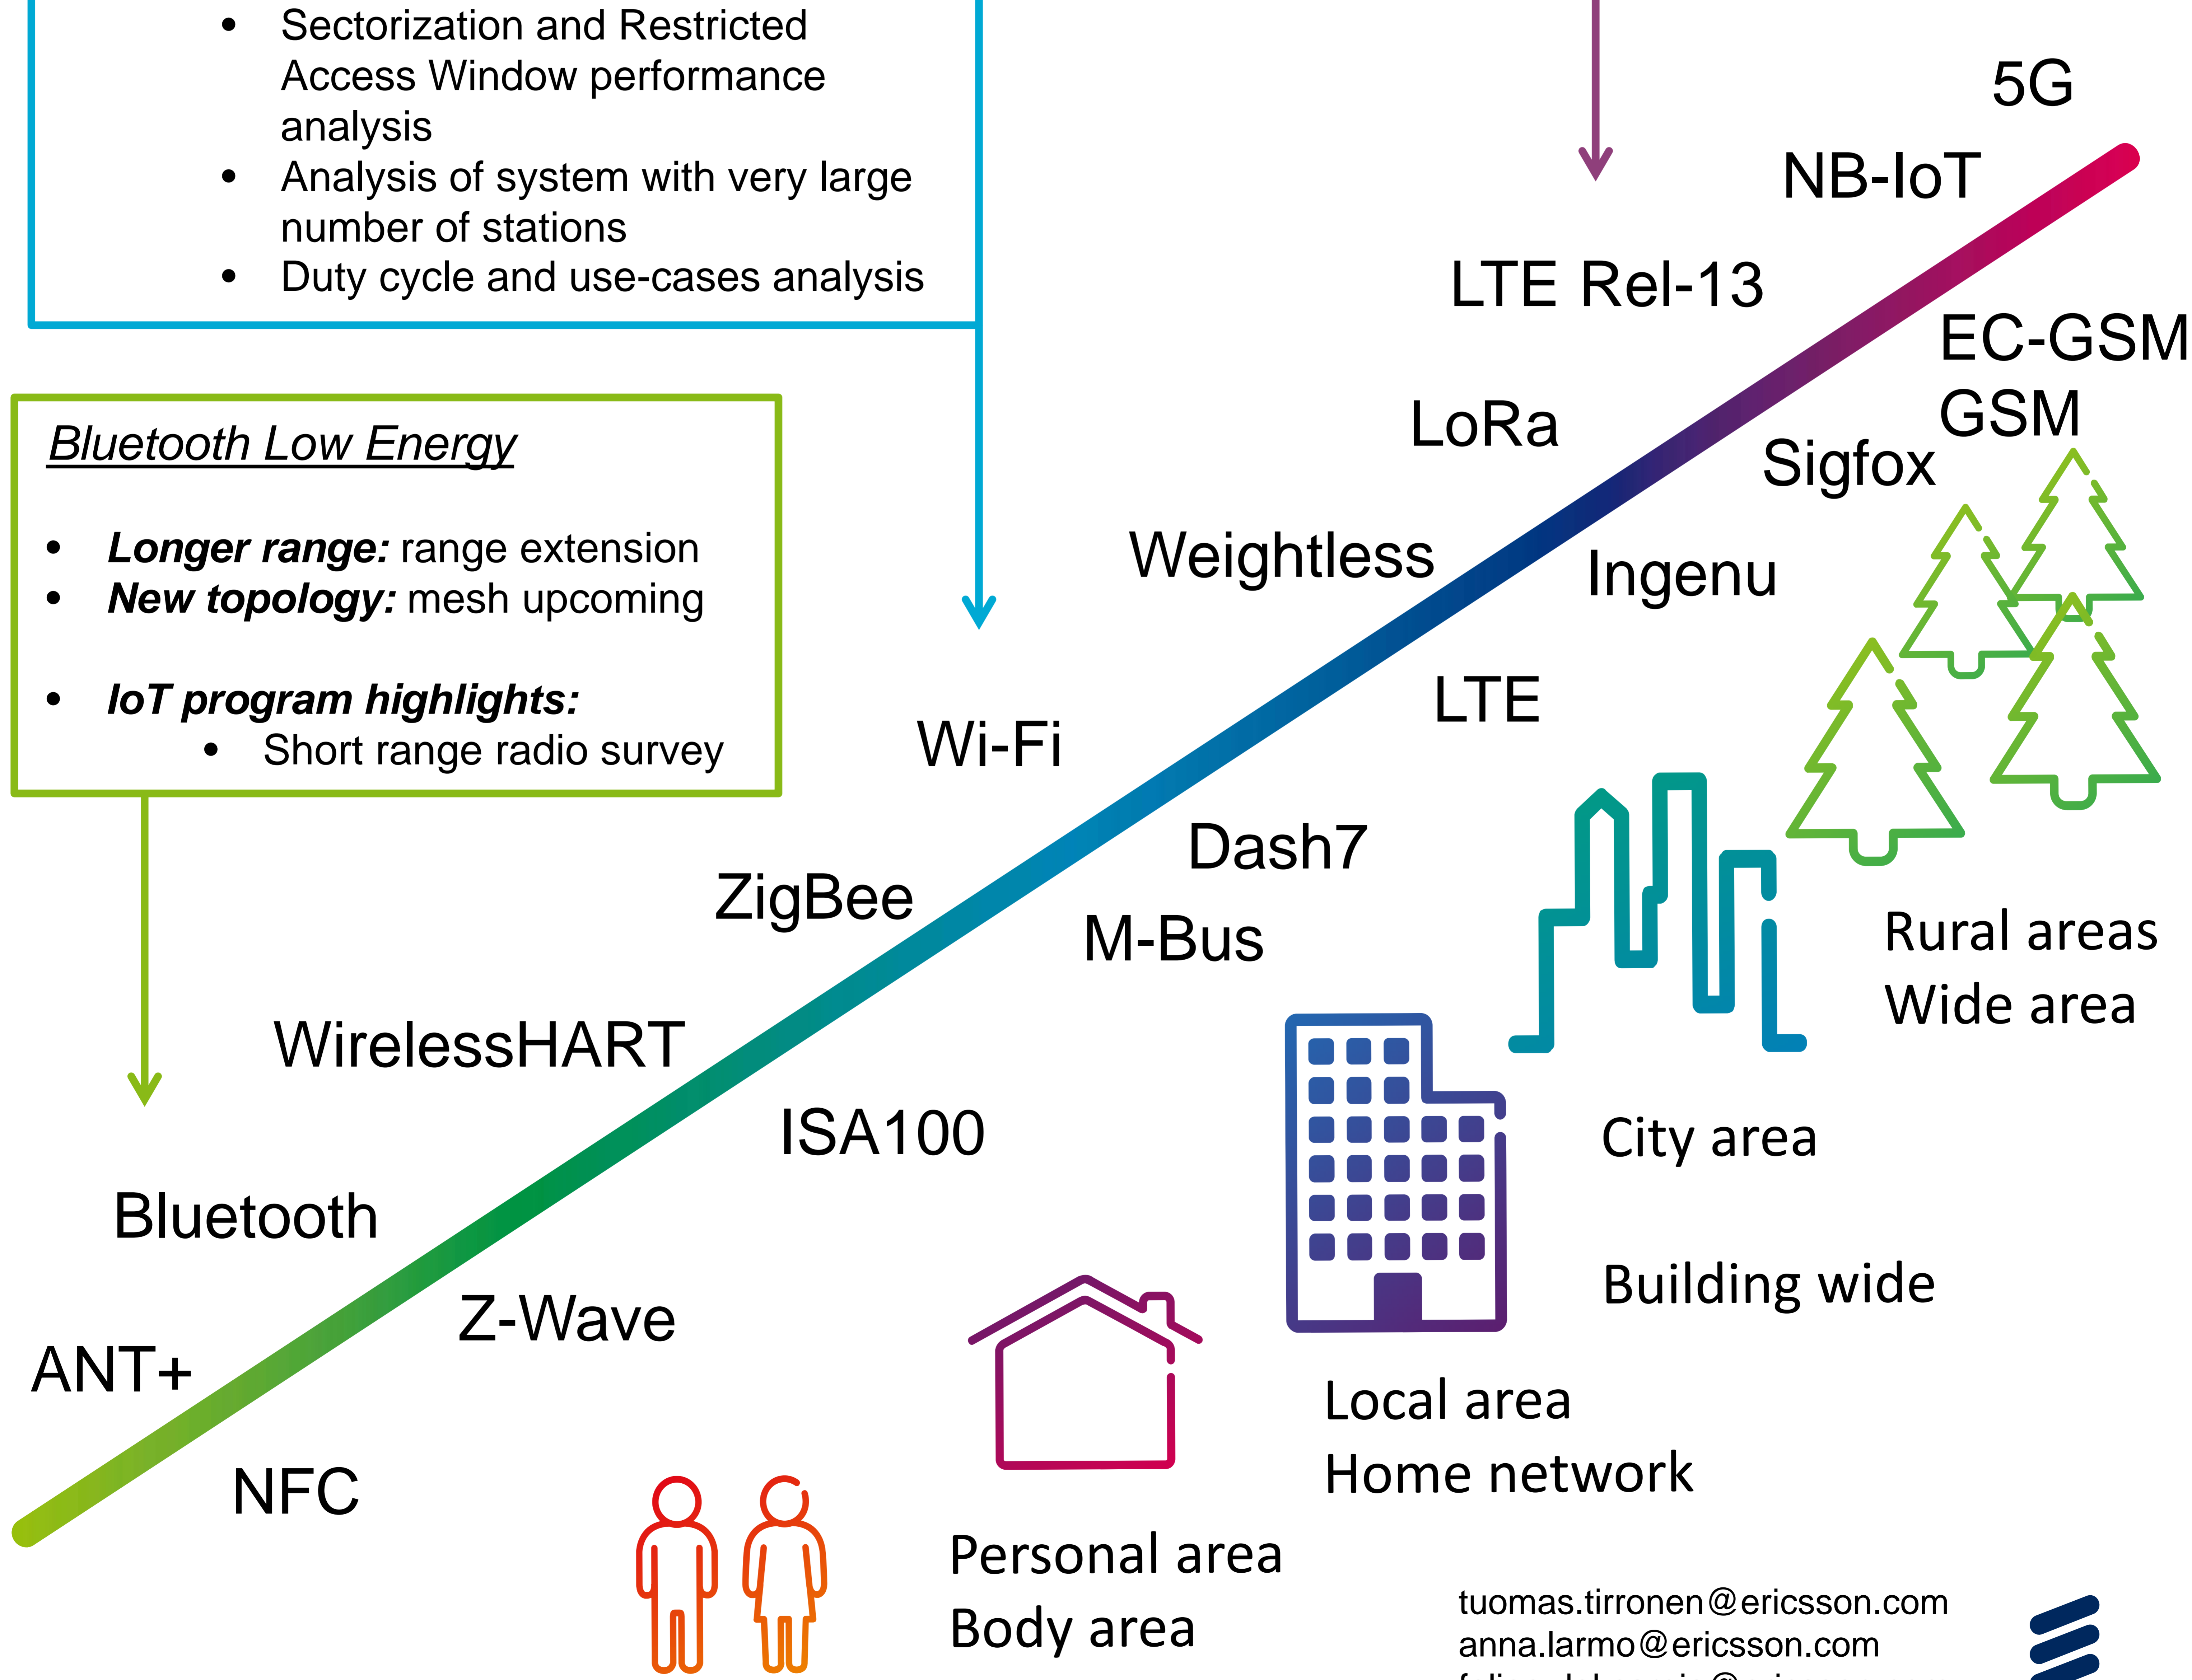 • Sectorization and Restricted
Access Window performance
analysis
• Analysis of system with very large
number of stations
• Duty cycle and use-cases analysis
Bluetooth Low Energy
• Longer range: range extension
• New topology: mesh upcoming
• IoT program highlights:
• Short range radio survey
5G
NB-IoT
LTE Rel-13
EC-GSM
GSM
LoRa
Sigfox
Weightless
Ingenu
LTE
Wi-Fi
Dash7
ZigBee
M-Bus
WirelessHART
ISA100
Bluetooth
Z-Wave
ANT+
NFC
Rural areas
Wide area
City area
Building wide
Local area
Home network
Personal area
Body area
tuomas.tirronen@ericsson.com
anna.larmo@ericsson.com